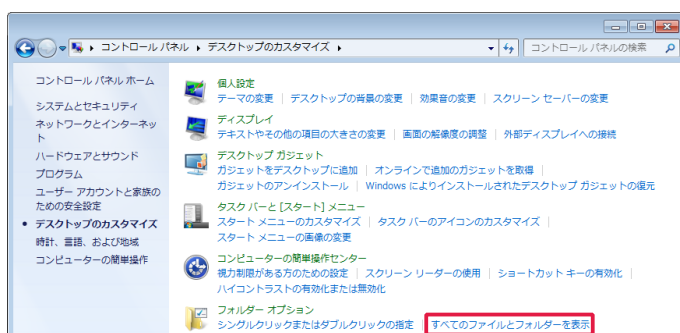 コントロール パネル ▸ デスクトップのカスタマイズ ▸
コントロール パネルの検索
コントロール パネル ホーム
システムとセキュリティ
ネットワークとインターネッ
ト
ハードウェアとサウンド
プログラム
ユーザー アカウントと家族の
ための安全設定
デスクトップのカスタマイズ
時計、言語、および地域
コンピューターの簡単操作
個人設定
テーマの変更 | デスクトップの背景の変更 | 効果音の変更 | スクリーン セーバーの変更
ディスプレイ
テキストやその他の項目の大きさの変更 | 画面の解像度の調整 | 外部ディスプレイへの接続
デスクトップ ガジェット
ガジェットをデスクトップに追加 | オンラインで追加のガジェットを取得 |
ガジェットのアンインストール | Windows によりインストールされたデスクトップ ガジェットの復元
タスク バーと [スタート] メニュー
スタート メニューのカスタマイズ | タスク バーのアイコンのカスタマイズ |
スタート メニューの画像の変更
コンピューターの簡単操作センター
視力制限がある方のための設定 | スクリーン リーダーの使用 | ショートカット キーの有効化 |
ハイコントラストの有効化または無効化
フォルダー オプション
シングルクリックまたはダブルクリックの指定 | すべてのファイルとフォルダーを表示